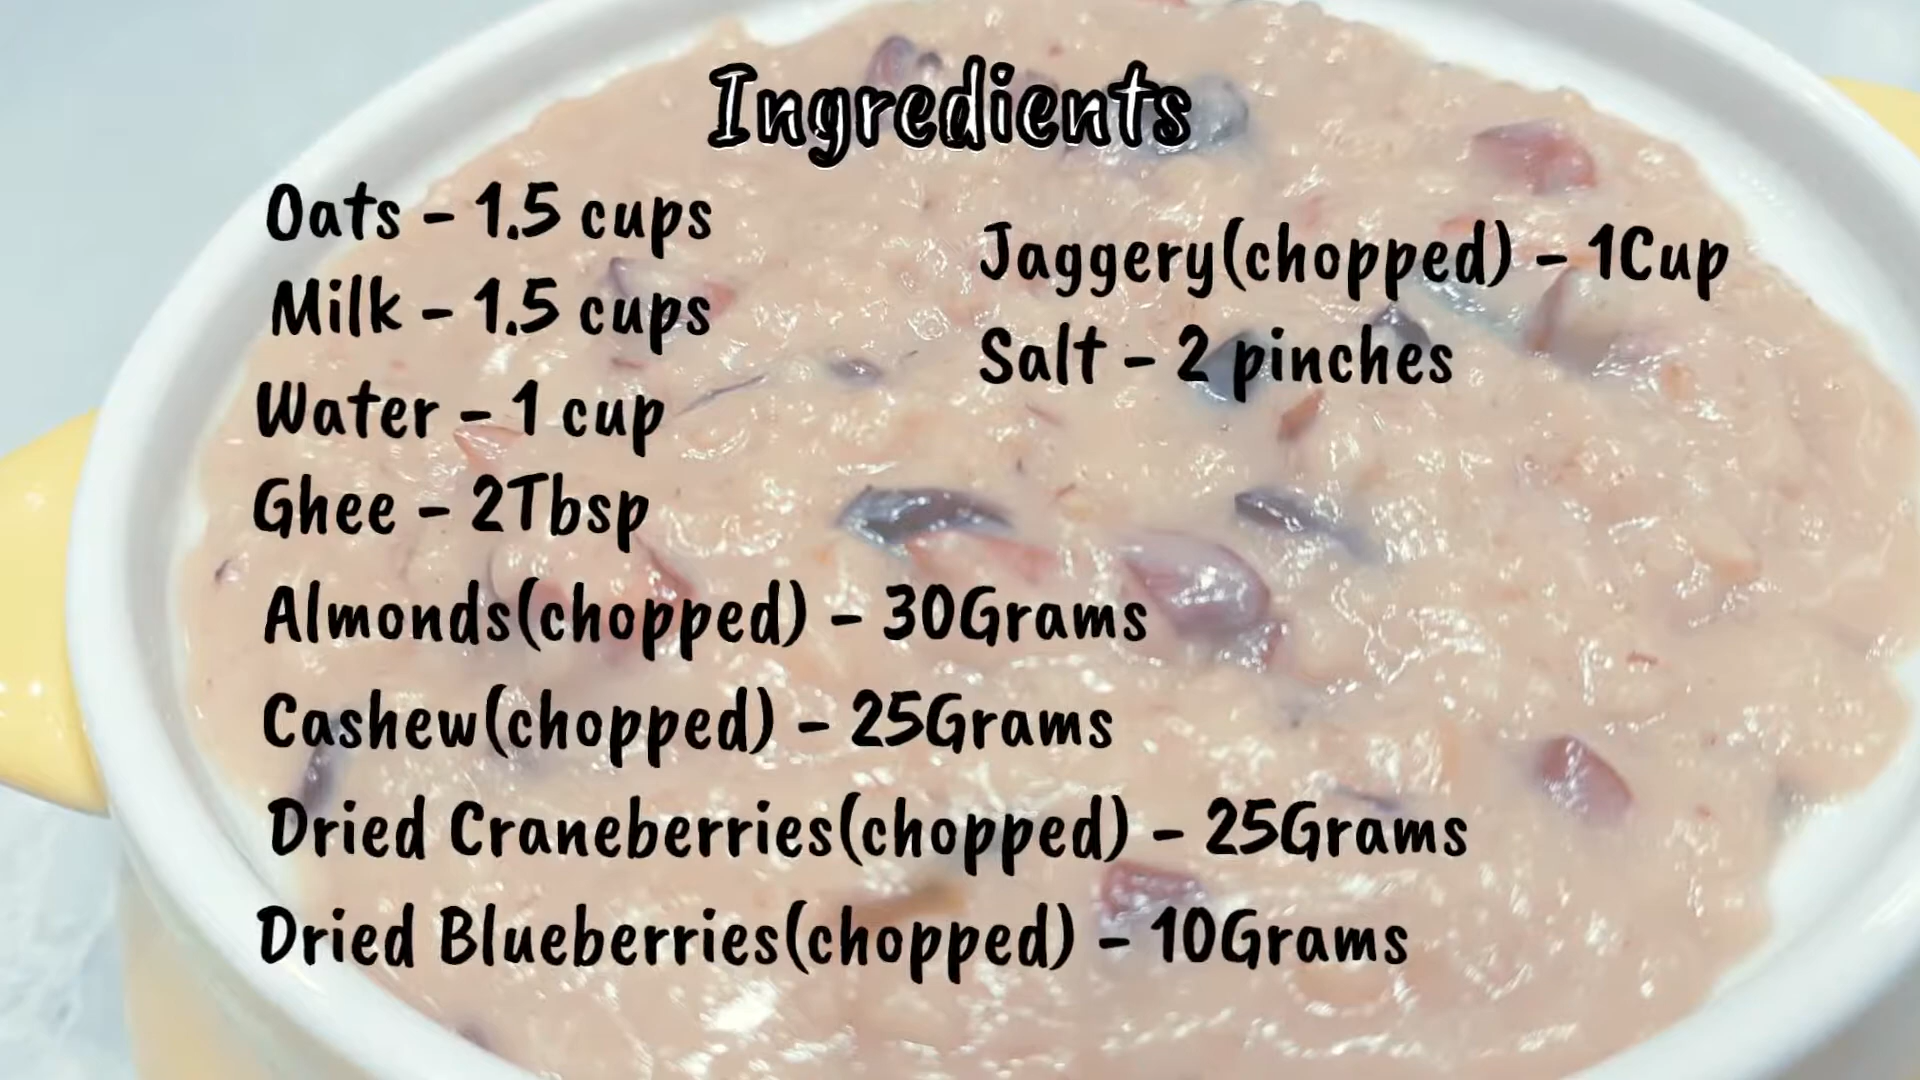 Ingredients
Oats - 1.5 cups
Milk - 1.5 cups
Water - 1 cup
Ghee - 2Tbsp
Almonds(chopped) - 30Grams
Cashew(chopped) - 25Grams
Dried Craneberries(chopped) - 25Grams
Dried Blueberries(chopped) - 10Grams
Jaggery(chopped) - 1Cup
Salt - 2 pinches